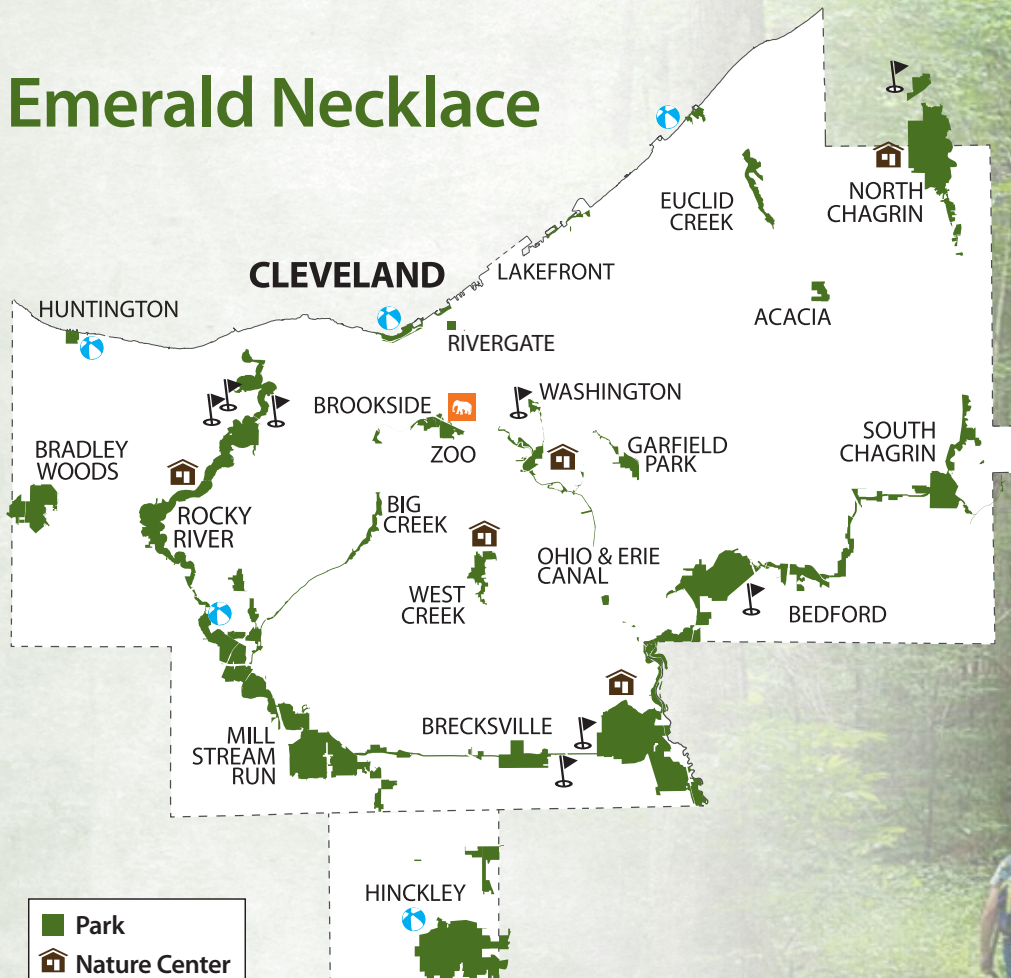 Emerald Necklace
CLEVELAND
HUNTINGTON
LAKEFRONT
RIVERGATE
EUCLID
CREEK
NORTH
CHAGRIN
ACACIA
BROOKSIDE
ZOO
WASHINGTON
GARFIELD
PARK
SOUTH
CHAGRIN
BRADLEY
WOODS
ROCKY
RIVER
BIG
CREEK
WEST
CREEK
OHIO & ERIE
CANAL
BEDFORD
BRECKSVILLE
MILL
STREAM
RUN
HINCKLEY
Park
Nature Center